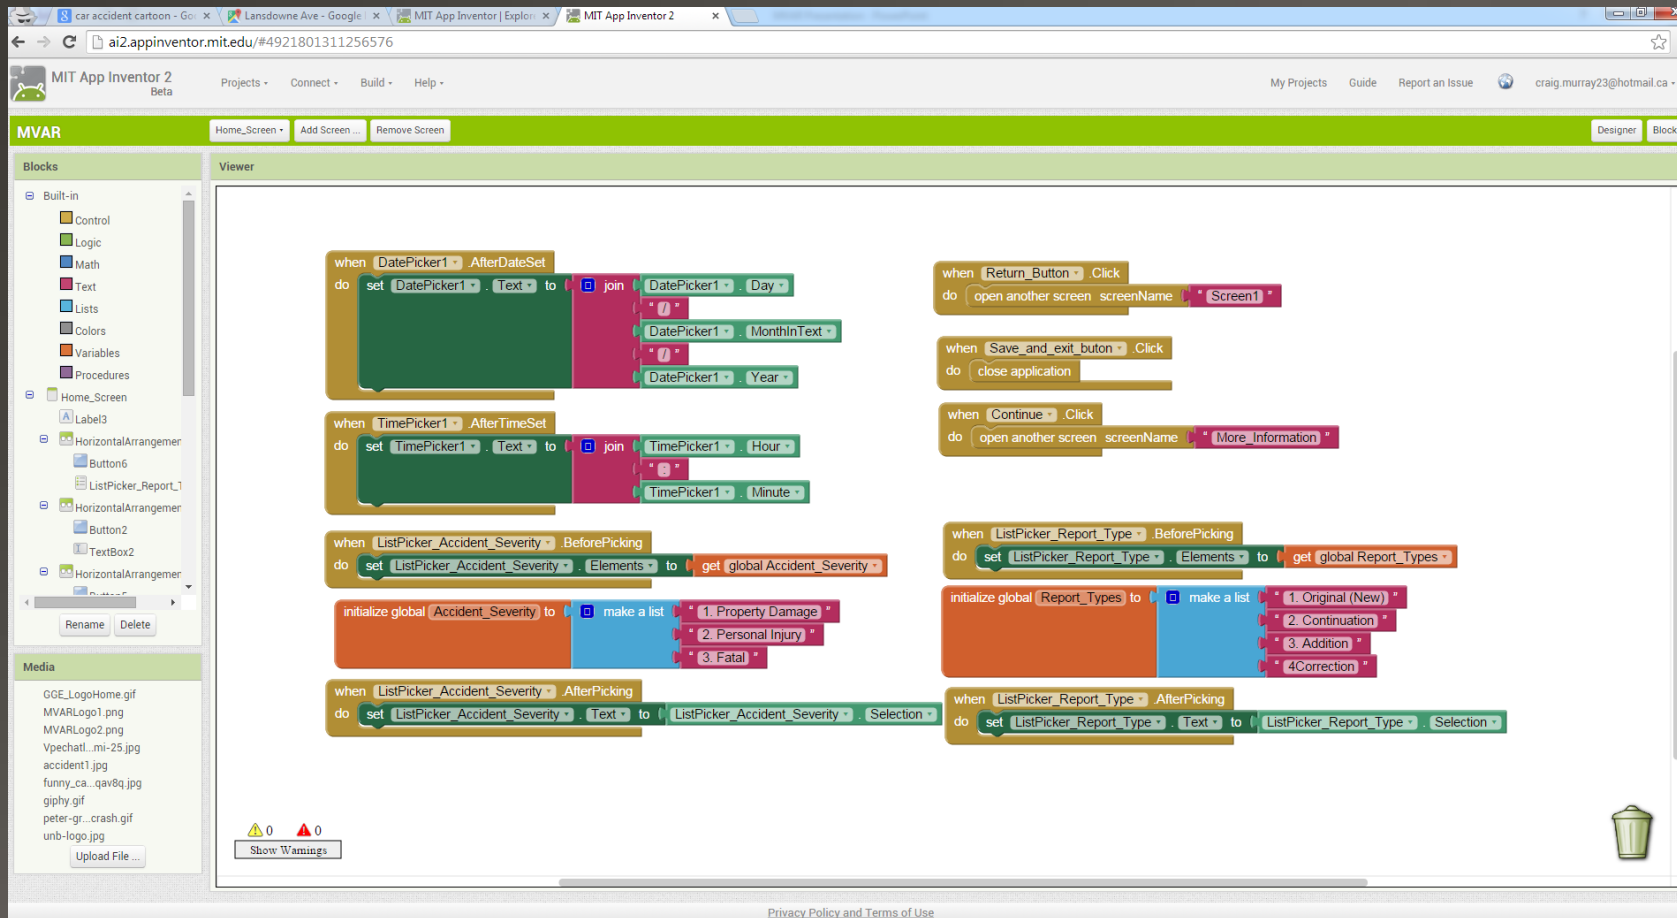 car accident cartoon - Go
Lansdowne Ave - Google
MIT App Inventor | Explor
MIT App Inventor 2
ai2.appinventor.mit.edu/#4921801311256576
MIT App Inventor 2
Beta
Projects
Connect
Build
Help
My Projects
Guide
Report an Issue
craig.murray23@hotmail.ca
MVAR
Home_Screen
Add Screen ...
Remove Screen
Designer
Block
Blocks
Viewer
Built-in
Control
Logic
Math
Text
Lists
Colors
Variables
Procedures
Home_Screen
Label3
HorizontalArrangemen
Button6
ListPicker_Report_T
HorizontalArrangemen
Button2
TextBox2
HorizontalArrangemen
Rename
Delete
Media
GGE_LogoHome.gif
MVARLogo1.png
MVARLogo2.png
Vpechatl...mi-25.jpg
accident1.jpg
funny_ca...qav8q.jpg
giphy.gif
peter-gr...crash.gif
unb-logo.jpg
Upload File ...
when DatePicker1 .AfterDateSet
do set DatePicker1 . Text to join DatePicker1 . Day
" / "
DatePicker1 . MonthInText
" / "
DatePicker1 . Year
when TimePicker1 .AfterTimeSet
do set TimePicker1 . Text to join TimePicker1 . Hour
" : "
TimePicker1 . Minute
when ListPicker_Accident_Severity .BeforePicking
do set ListPicker_Accident_Severity . Elements to get global Accident_Severity
initialize global Accident_Severity to make a list " 1. Property Damage "
" 2. Personal Injury "
" 3. Fatal "
when ListPicker_Accident_Severity .AfterPicking
do set ListPicker_Accident_Severity . Text to ListPicker_Accident_Severity . Selection
when Return_Button .Click
do open another screen screenName " Screen1 "
when Save_and_exit_buton .Click
do close application
when Continue .Click
do open another screen screenName " More_Information "
when ListPicker_Report_Type .BeforePicking
do set ListPicker_Report_Type . Elements to get global Report_Types
initialize global Report_Types to make a list " 1. Original (New) "
" 2. Continuation "
" 3. Addition "
" 4Correction "
when ListPicker_Report_Type .AfterPicking
do set ListPicker_Report_Type . Text to ListPicker_Report_Type . Selection
0 0
Show Warnings
Privacy Policy and Terms of Use